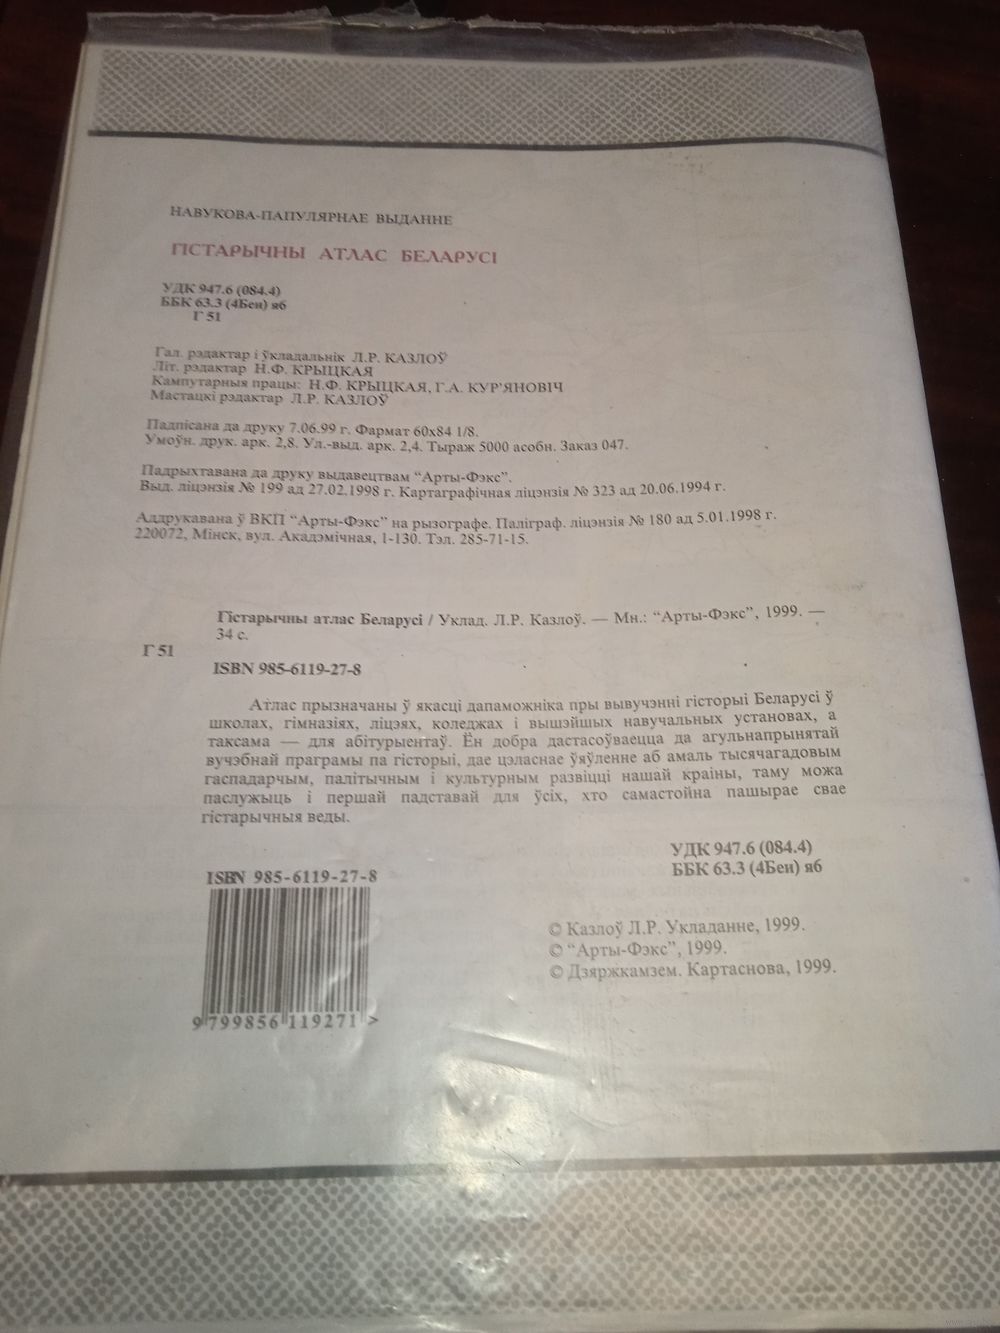 НАВУКОВА-ПАПУЛЯРНАЕ ВЫДАННЕ
ГІСТАРЫЧНЫ АТЛАС БЕЛАРУСІ
УДК 947.6 (084.4)
ББК 63.3 (4Беи) яб
Г 51
Гал. рэдактар і ўкладальнік Л.Р. КАЗЛОЎ
Літ. рэдактар Н.Ф. КРЫЦКАЯ
Кампутарныя працы: Н.Ф. КРЫЦКАЯ, Г.А. КУР'ЯНОВІЧ
Мастацкі рэдактар Л.Р. КАЗЛОЎ
Падпісана да друку 7.06.99 г. Фармат 60х84 1/8.
Умоўн. друк. арк. 2,8. Ул.-выд. арк. 2,4. Тыраж 5000 асобн. Заказ 047.
Падрыхтавана да друку выдавецтвам “Арты-Фэкс”.
Выд. ліцэнзія № 199 ад 27.02.1998 г. Картаграфічная ліцэнзія № 323 ад 20.06.1994 г.
Аддрукавана ў ВКП “Арты-Фэкс” на рызографе. Паліграф. ліцэнзія № 180 ад 5.01.1998 г.
220072, Мінск, вул. Акадэмічная, 1-130. Тэл. 285-71-15.
Гістарычны атлас Беларусі / Уклад. Л.Р. Казлоў. — Мн.: “Арты-Фэкс”, 1999. —
34 с.
Г 51
ISBN 985-6119-27-8
Атлас прызначаны ў якасці дапаможніка пры вывучэнні гісторыі Беларусі ў
школах, гімназіях, ліцэях, коледжах і вышэйшых навучальных установах, а
таксама — для абітурыентаў. Ён добра дастасоўваецца да агульнапрынятай
вучэбнай праграмы па гісторыі, дае цэласнае ўяўленне аб амаль тысячагадовым
гаспадарчым, палітычным і культурным развіцці нашай краіны, таму можа
паслужыць і першай падставай для ўсіх, хто самастойна пашырае свае
гістарычныя веды.
УДК 947.6 (084.4)
ББК 63.3 (4Беи) яб
ISBN 985-6119-27-8
9 799856 119271 >
© Казлоў Л.Р. Укладанне, 1999.
© “Арты-Фэкс”, 1999.
© Дзяржкамзем. Картаснова, 1999.